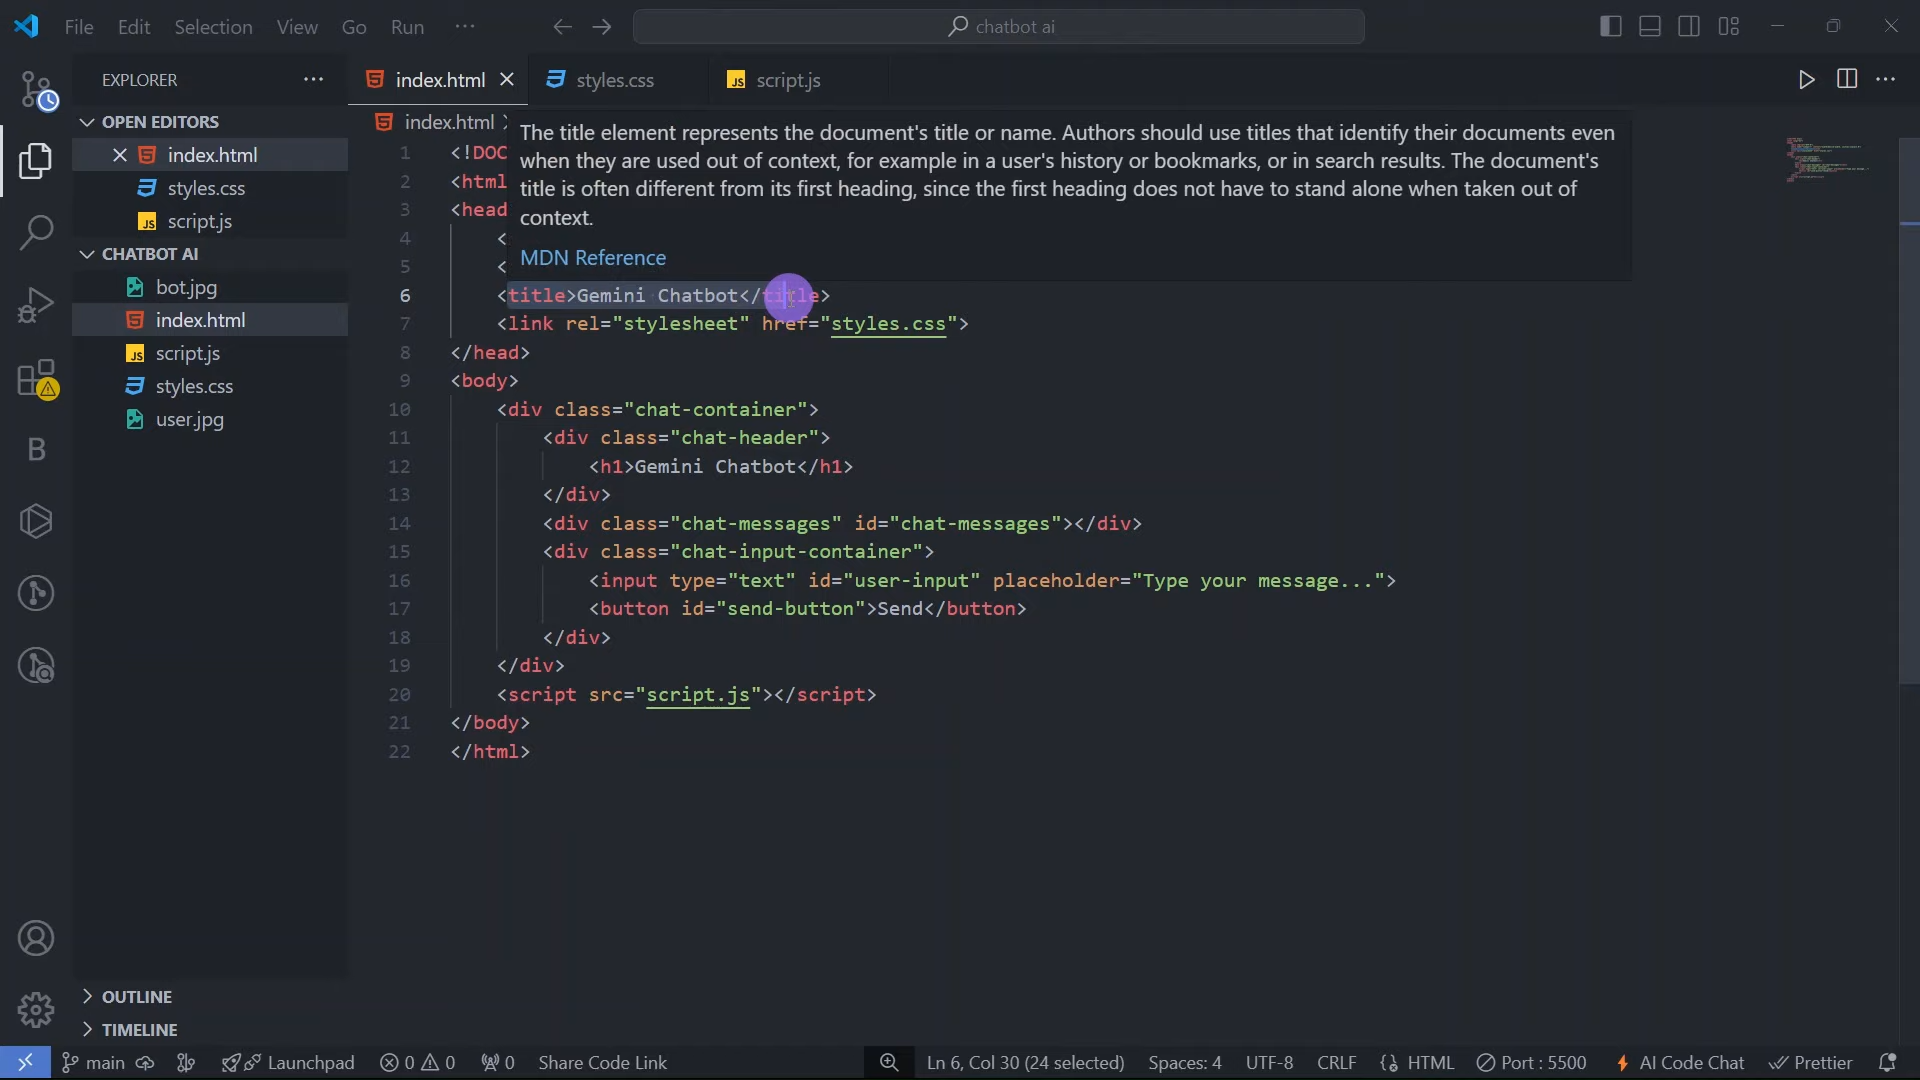 File Edit Selection View Go Run ···
chatbot ai
EXPLORER ···
index.html
styles.css
JS script.js
OPEN EDITORS
index.html
styles.css
JS script.js
CHATBOT AI
bot.jpg
index.html
JS script.js
styles.css
user.jpg
B
OUTLINE
TIMELINE
index.html >
The title element represents the document's title or name. Authors should use titles that identify their documents even
when they are used out of context, for example in a user's history or bookmarks, or in search results. The document's
title is often different from its first heading, since the first heading does not have to stand alone when taken out of
context.
MDN Reference
1 <!DOC
2 <html
3 <head
4 <
5 <
6 <title>Gemini Chatbot</title>
7 <link rel="stylesheet" href="styles.css">
8 </head>
9 <body>
10 <div class="chat-container">
11 <div class="chat-header">
12 <h1>Gemini Chatbot</h1>
13 </div>
14 <div class="chat-messages" id="chat-messages"></div>
15 <div class="chat-input-container">
16 <input type="text" id="user-input" placeholder="Type your message...">
17 <button id="send-button">Send</button>
18 </div>
19 </div>
20 <script src="script.js"></script>
21 </body>
22 </html>
main Launchpad 0 0 0 Share Code Link Ln 6, Col 30 (24 selected) Spaces: 4 UTF-8 CRLF {} HTML Port : 5500 AI Code Chat Prettier